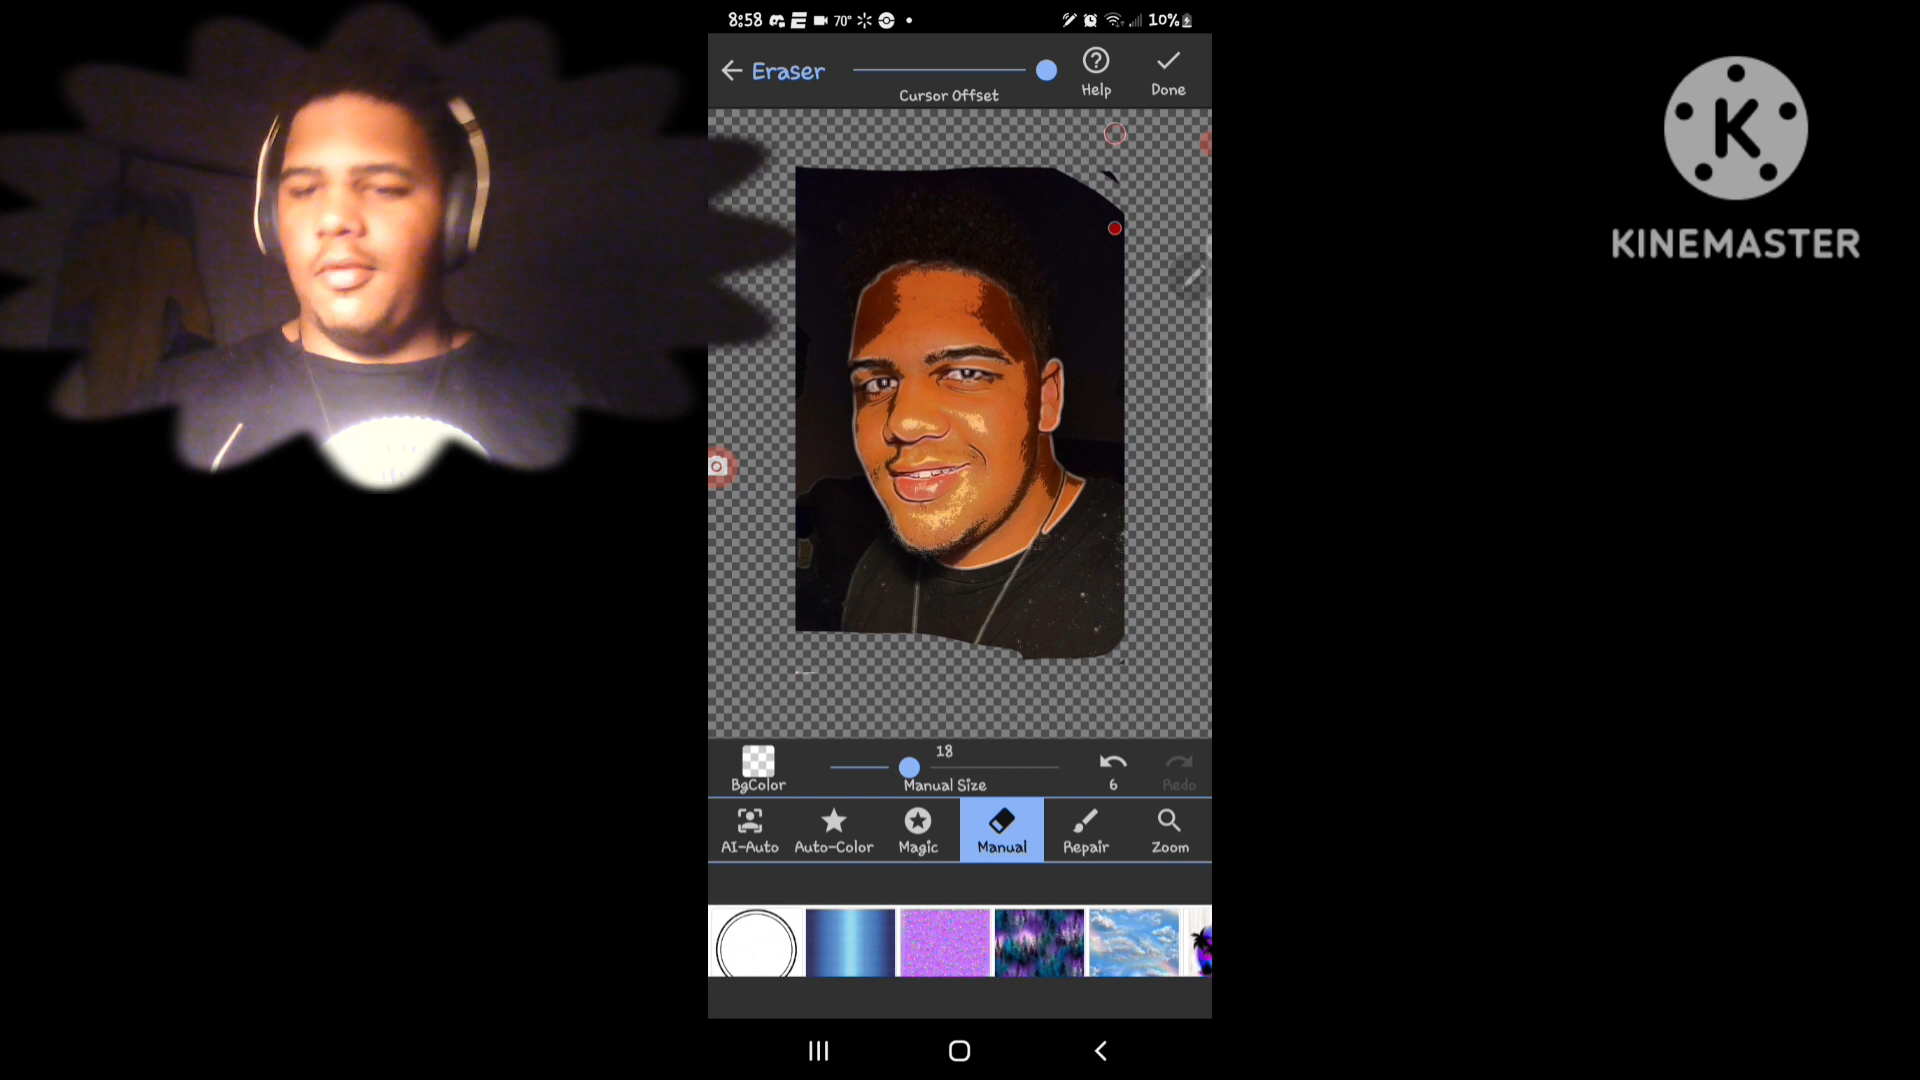 8:58 70° 10%
Eraser
Cursor Offset
Help
Done
K
KINEMASTER
18
BgColor
Manual Size
6
Redo
AI-Auto
Auto-Color
Magic
Manual
Repair
Zoom